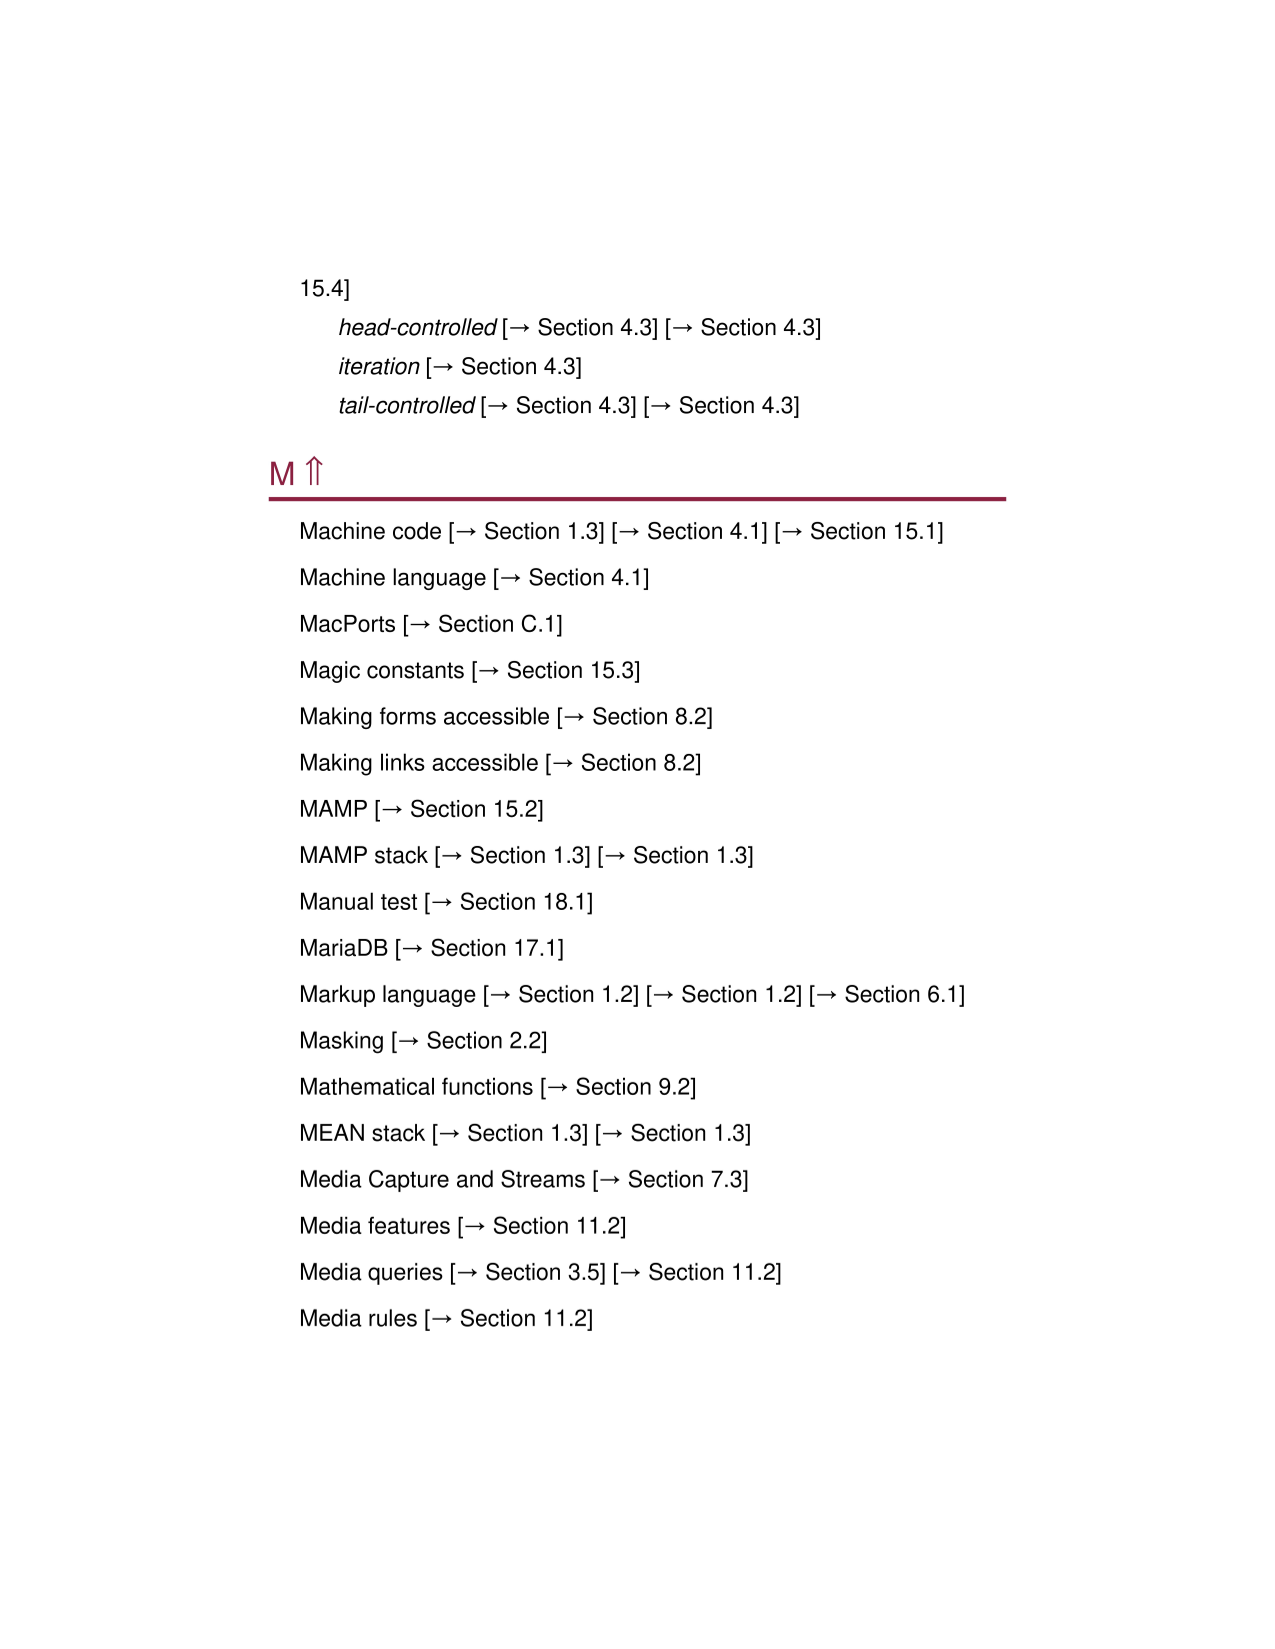 15.4]
head-controlled [→ Section 4.3] [→ Section 4.3]
iteration [→ Section 4.3]
tail-controlled [→ Section 4.3] [→ Section 4.3]
M ⇑
Machine code [→ Section 1.3] [→ Section 4.1] [→ Section 15.1]
Machine language [→ Section 4.1]
MacPorts [→ Section C.1]
Magic constants [→ Section 15.3]
Making forms accessible [→ Section 8.2]
Making links accessible [→ Section 8.2]
MAMP [→ Section 15.2]
MAMP stack [→ Section 1.3] [→ Section 1.3]
Manual test [→ Section 18.1]
MariaDB [→ Section 17.1]
Markup language [→ Section 1.2] [→ Section 1.2] [→ Section 6.1]
Masking [→ Section 2.2]
Mathematical functions [→ Section 9.2]
MEAN stack [→ Section 1.3] [→ Section 1.3]
Media Capture and Streams [→ Section 7.3]
Media features [→ Section 11.2]
Media queries [→ Section 3.5] [→ Section 11.2]
Media rules [→ Section 11.2]